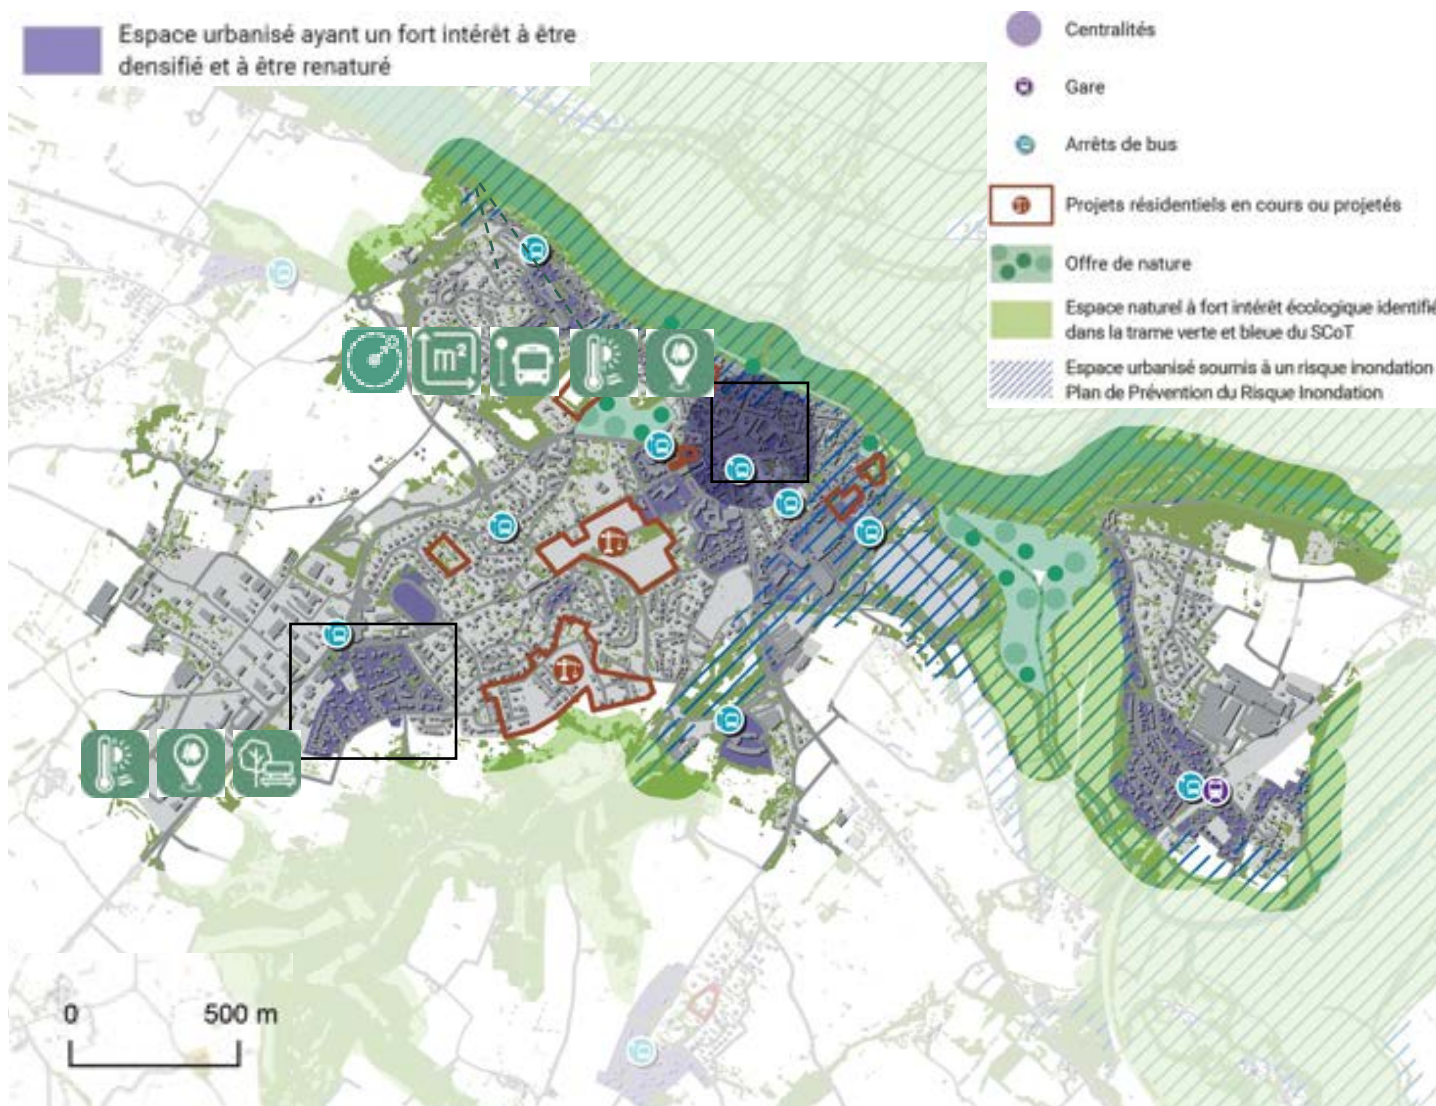 Espace urbanisé ayant un fort intérêt à être
densifié et à être renaturé
Centralités
Gare
Arrêts de bus
Projets résidentiels en cours ou projetés
Offre de nature
Espace naturel à fort intérêt écologique identifié
dans la trame verte et bleue du SCoT
Espace urbanisé soumis à un risque inondation
Plan de Prévention du Risque Inondation
m²
0 500 m